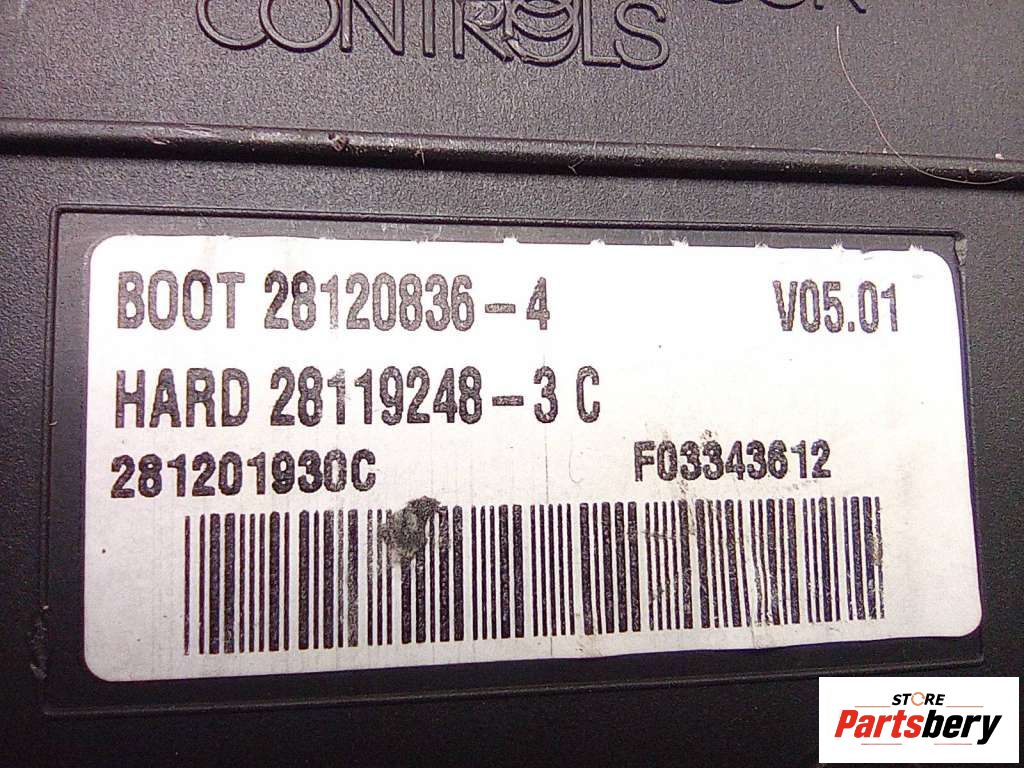 CONTROLS
BOOT 28120836-4 V05.01
HARD 28119248-3 C
281201930C F03343612
STORE
Partsbery